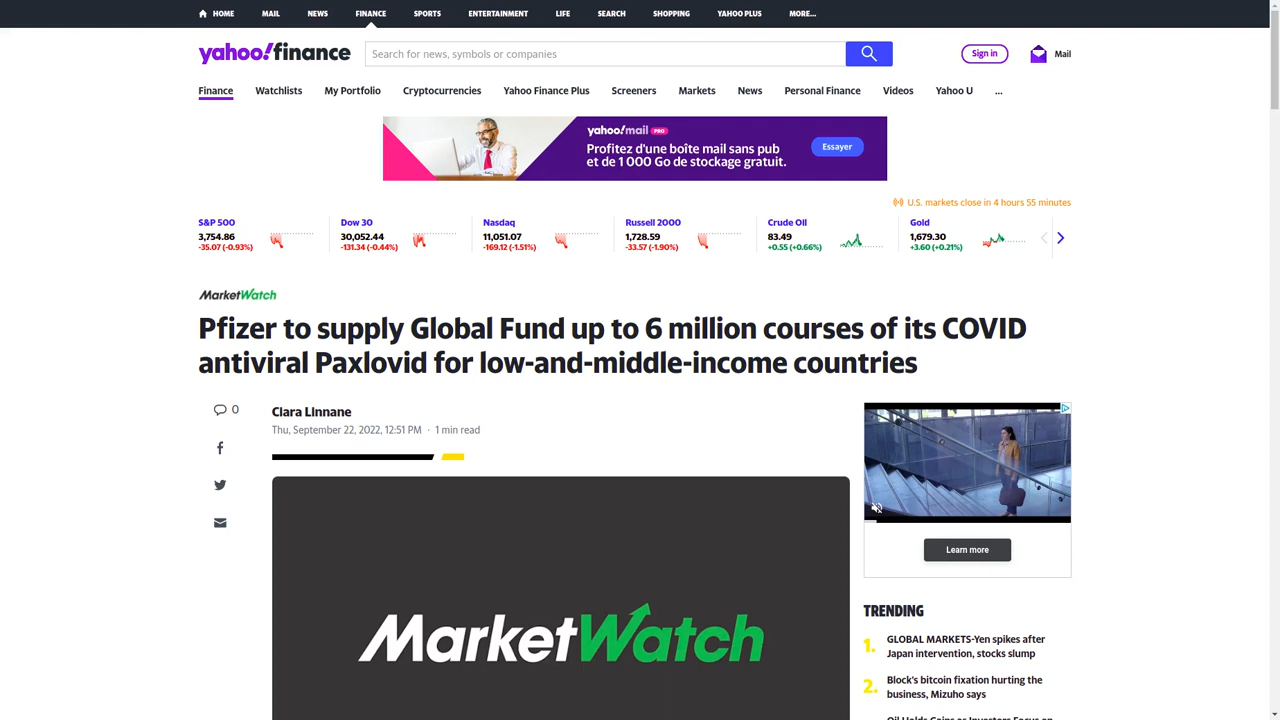 HOME MAIL NEWS FINANCE SPORTS ENTERTAINMENT LIFE SEARCH SHOPPING YAHOO PLUS MORE...
yahoo!finance
Search for news, symbols or companies
Sign in
Mail
Finance Watchlists My Portfolio Cryptocurrencies Yahoo Finance Plus Screeners Markets News Personal Finance Videos Yahoo U ...
yahoo!mail PRO
Profitez d'une boîte mail sans pub
et de 1 000 Go de stockage gratuit.
Essayer
U.S. markets close in 4 hours 55 minutes
S&P 500
3,754.86
-35.07 (-0.93%)
Dow 30
30,052.44
-131.34 (-0.44%)
Nasdaq
11,051.07
-169.12 (-1.51%)
Russell 2000
1,728.59
-33.57 (-1.90%)
Crude Oil
83.49
+0.55 (+0.66%)
Gold
1,679.30
+3.60 (+0.21%)
MarketWatch
Pfizer to supply Global Fund up to 6 million courses of its COVID
antiviral Paxlovid for low-and-middle-income countries
0
Ciara Linnane
Thu, September 22, 2022, 12:51 PM · 1 min read
MarketWatch
Learn more
TRENDING
1. GLOBAL MARKETS-Yen spikes after
Japan intervention, stocks slump
2. Block's bitcoin fixation hurting the
business, Mizuho says
Oil Holds Gains as Investors Focus on